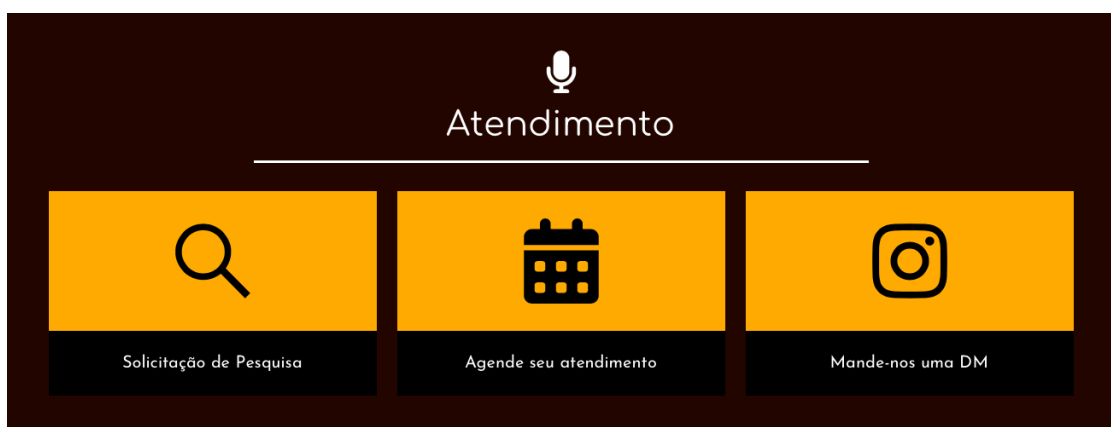 Atendimento
Solicitação de Pesquisa
Agende seu atendimento
Mande-nos uma DM